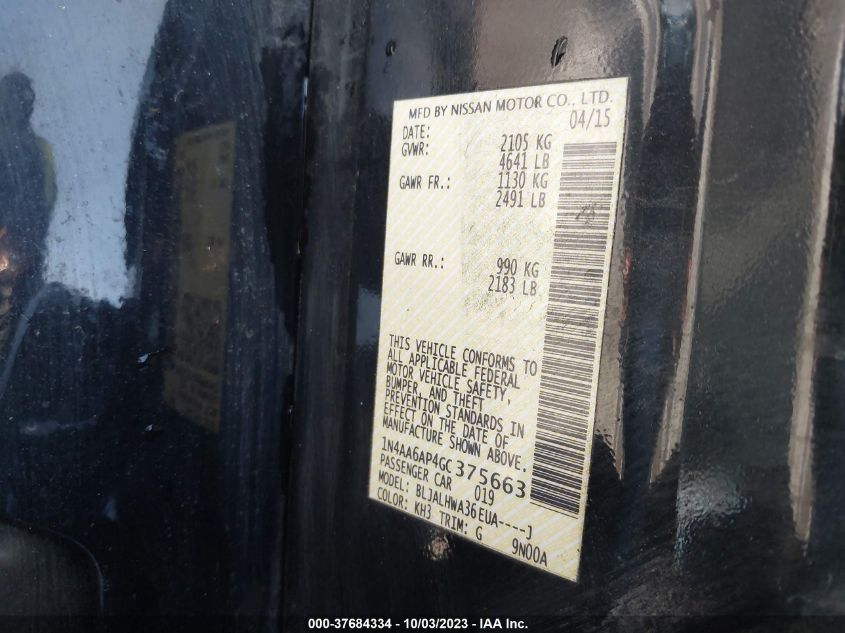 MFD BY NISSAN MOTOR CO., LTD.
DATE: 04/15
GVWR: 2105 KG
4641 LB
GAWR FR.: 1130 KG
2491 LB
GAWR RR.: 990 KG
2183 LB
THIS VEHICLE CONFORMS TO
ALL APPLICABLE FEDERAL
MOTOR VEHICLE SAFETY,
BUMPER, AND THEFT
PREVENTION STANDARDS IN
EFFECT ON THE DATE OF
MANUFACTURE SHOWN ABOVE.
1N4AA6AP4GC375663
PASSENGER CAR 019
MODEL: BLJALHWA36EUA----J
COLOR: KH3 TRIM: G 9N00A
000-37684334 - 10/03/2023 - IAA Inc.